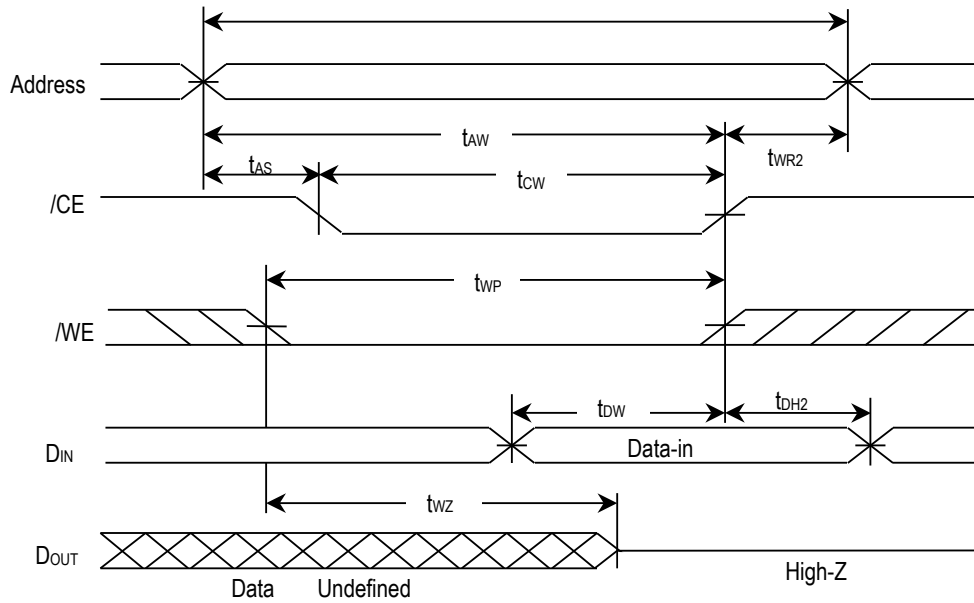 Address
tAW
tWR2
tAS
tCW
/CE
tWP
/WE
tDW
tDH2
DIN
Data-in
tWZ
DOUT
High-Z
Data Undefined